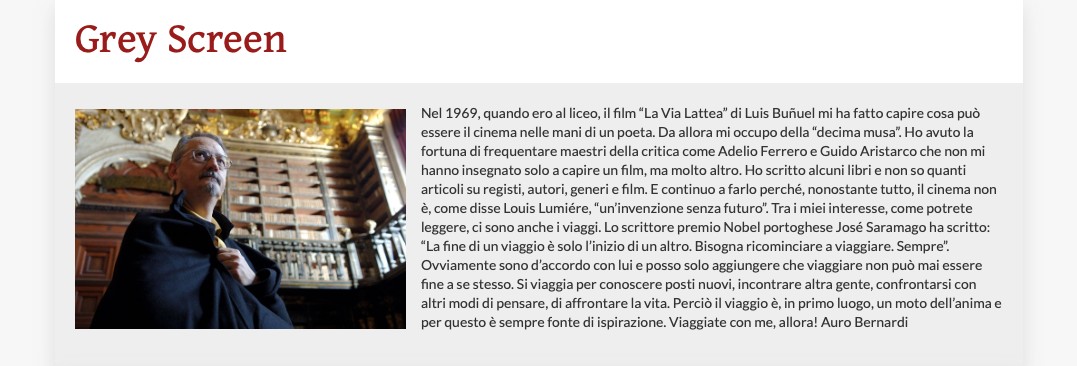 Grey Screen
Nel 1969, quando ero al liceo, il film “La Via Lattea” di Luis Buñuel mi ha fatto capire cosa può
essere il cinema nelle mani di un poeta. Da allora mi occupo della “decima musa”. Ho avuto la
fortuna di frequentare maestri della critica come Adelio Ferrero e Guido Aristarco che non mi
hanno insegnato solo a capire un film, ma molto altro. Ho scritto alcuni libri e non so quanti
articoli su registi, autori, generi e film. E continuo a farlo perché, nonostante tutto, il cinema non
è, come disse Louis Lumiére, “un’invenzione senza futuro”. Tra i miei interesse, come potrete
leggere, ci sono anche i viaggi. Lo scrittore premio Nobel portoghese José Saramago ha scritto:
“La fine di un viaggio è solo l’inizio di un altro. Bisogna ricominciare a viaggiare. Sempre”.
Ovviamente sono d’accordo con lui e posso solo aggiungere che viaggiare non può mai essere
fine a se stesso. Si viaggia per conoscere posti nuovi, incontrare altra gente, confrontarsi con
altri modi di pensare, di affrontare la vita. Perciò il viaggio è, in primo luogo, un moto dell’anima e
per questo è sempre fonte di ispirazione. Viaggiate con me, allora! Auro Bernardi